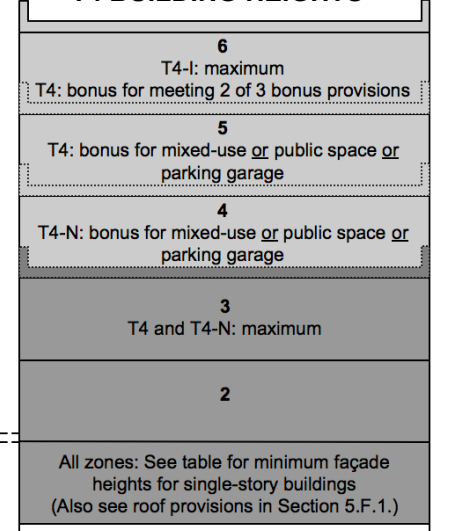 6
T4-I: maximum
T4: bonus for meeting 2 of 3 bonus provisions
5
T4: bonus for mixed-use or public space or
parking garage
4
T4-N: bonus for mixed-use or public space or
parking garage
3
T4 and T4-N: maximum
2
All zones: See table for minimum façade
heights for single-story buildings
(Also see roof provisions in Section 5.F.1.)